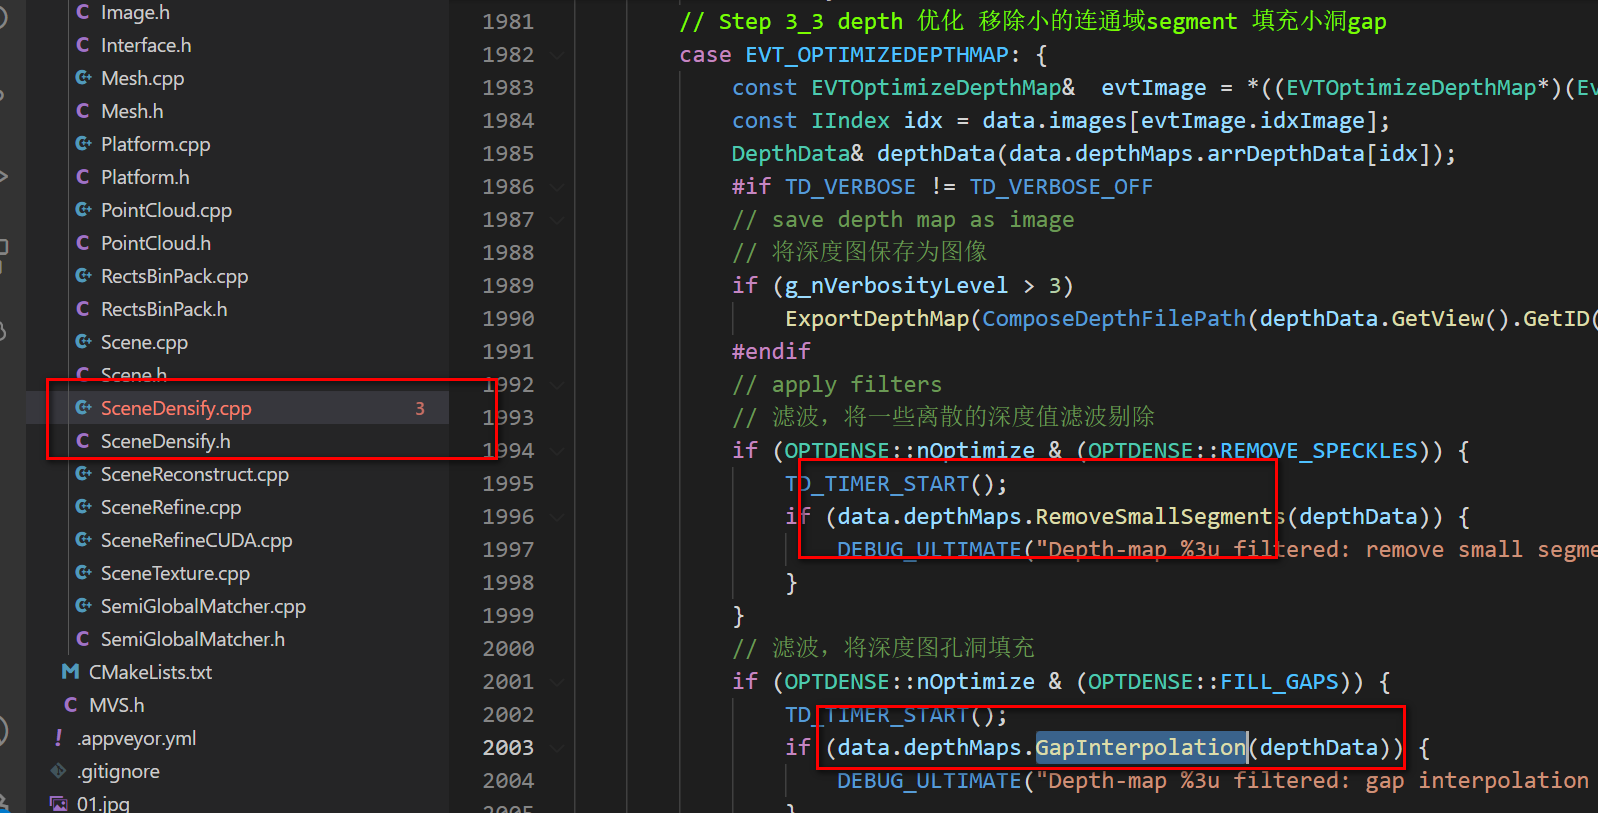 Image.h
Interface.h
Mesh.cpp
Mesh.h
Platform.cpp
Platform.h
PointCloud.cpp
PointCloud.h
RectsBinPack.cpp
RectsBinPack.h
Scene.cpp
Scene.h
SceneDensify.cpp 3
SceneDensify.h
SceneReconstruct.cpp
SceneRefine.cpp
SceneRefineCUDA.cpp
SceneTexture.cpp
SemiGlobalMatcher.cpp
SemiGlobalMatcher.h
CMakeLists.txt
MVS.h
.appveyor.yml
.gitignore
01.jpg
1981 // Step 3_3 depth 优化 移除小的连通域segment 填充小洞gap
1982 case EVT_OPTIMIZEDEPTHMAP: {
1983 const EVTOptimizeDepthMap& evtImage = *((EVTOptimizeDepthMap*)(Ev
1984 const IIndex idx = data.images[evtImage.idxImage];
1985 DepthData& depthData(data.depthMaps.arrDepthData[idx]);
1986 #if TD_VERBOSE != TD_VERBOSE_OFF
1987 // save depth map as image
1988 // 将深度图保存为图像
1989 if (g_nVerbosityLevel > 3)
1990 ExportDepthMap(ComposeDepthFilePath(depthData.GetView().GetID(
1991 #endif
1992 // apply filters
1993 // 滤波，将一些离散的深度值滤波剔除
1994 if (OPTDENSE::nOptimize & (OPTDENSE::REMOVE_SPECKLES)) {
1995 TD_TIMER_START();
1996 if (data.depthMaps.RemoveSmallSegments(depthData)) {
1997 DEBUG_ULTIMATE("Depth-map %3u filtered: remove small segme
1998 }
1999 }
2000 // 滤波，将深度图孔洞填充
2001 if (OPTDENSE::nOptimize & (OPTDENSE::FILL_GAPS)) {
2002 TD_TIMER_START();
2003 if (data.depthMaps.GapInterpolation(depthData)) {
2004 DEBUG_ULTIMATE("Depth-map %3u filtered: gap interpolation
2005 }